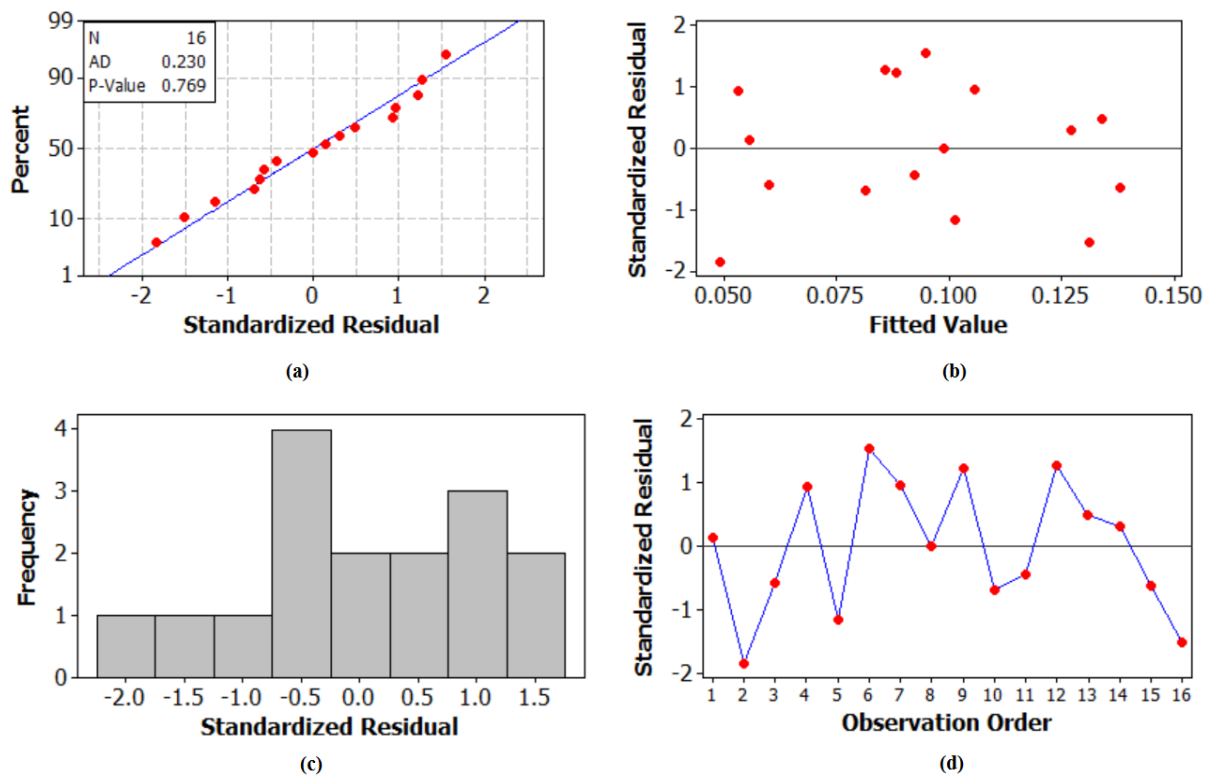 99
90
50
10
1
Percent
N 16
AD 0.230
P-Value 0.769
-2 -1 0 1 2
Standardized Residual
(a)
2
1
0
-1
-2
Standardized Residual
0.050 0.075 0.100 0.125 0.150
Fitted Value
(b)
4
3
2
1
0
Frequency
-2.0 -1.5 -1.0 -0.5 0.0 0.5 1.0 1.5
Standardized Residual
(c)
2
1
0
-1
-2
Standardized Residual
1 2 3 4 5 6 7 8 9 10 11 12 13 14 15 16
Observation Order
(d)